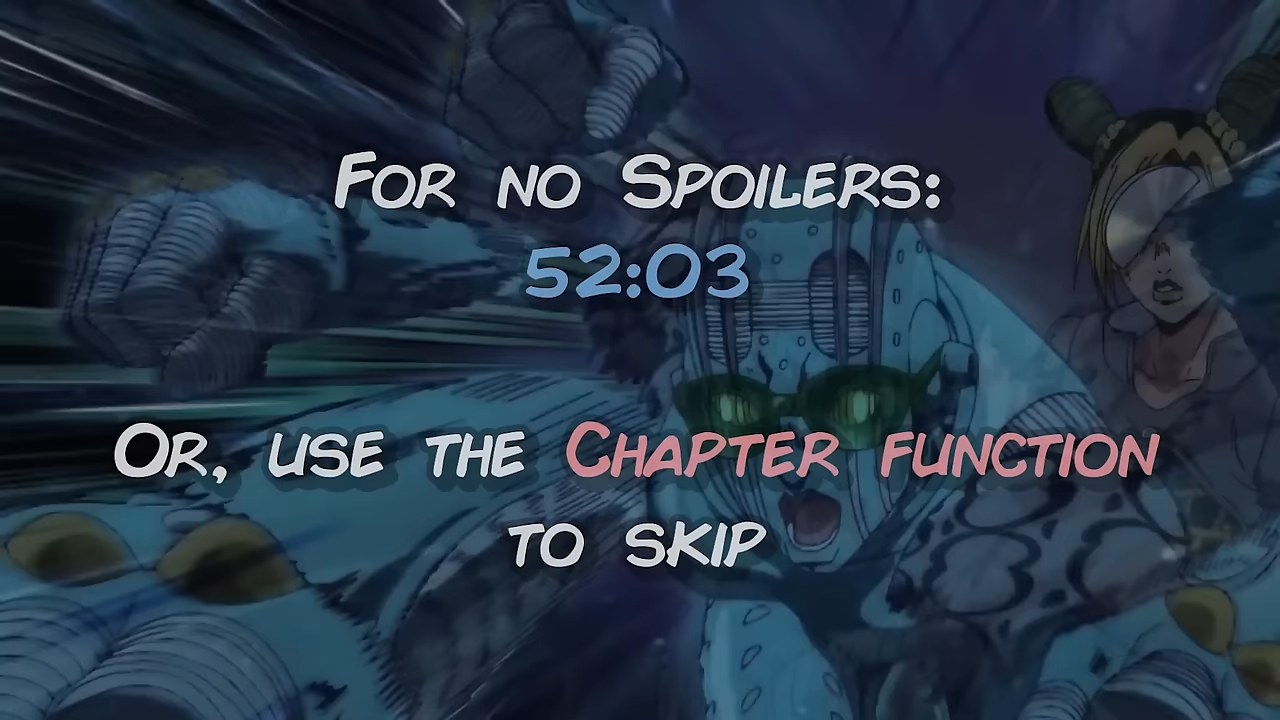 For no Spoilers:
52:03
Or, use the Chapter function
to skip